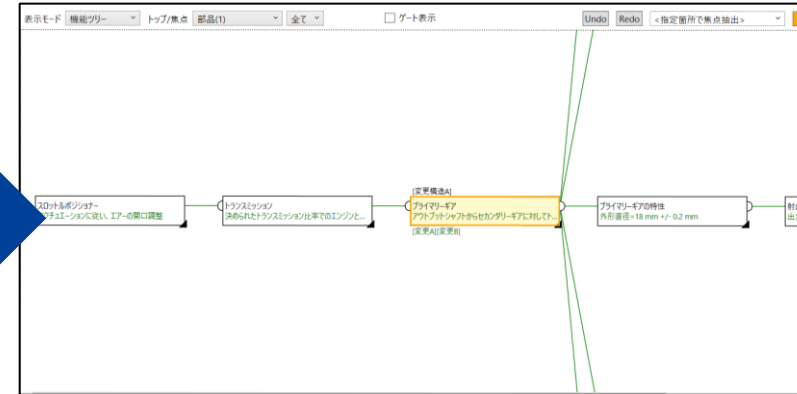 表示モード 機能ツリー トップ/焦点 部品(1) 全て ゲート表示 Undo Redo <指定箇所で焦点抽出>
[変更構造A]
スロットルポジショナー
クチュエーションに従い、エアーの開口調整
トランスミッション
決められたトランスミッション比率でのエンジンと...
プライマリーギア
アウトプットシャフトからセカンダリーギアに対してト...
[変更A][変更B]
プライマリーギアの特性
外形直径=18 mm +/- 0.2 mm